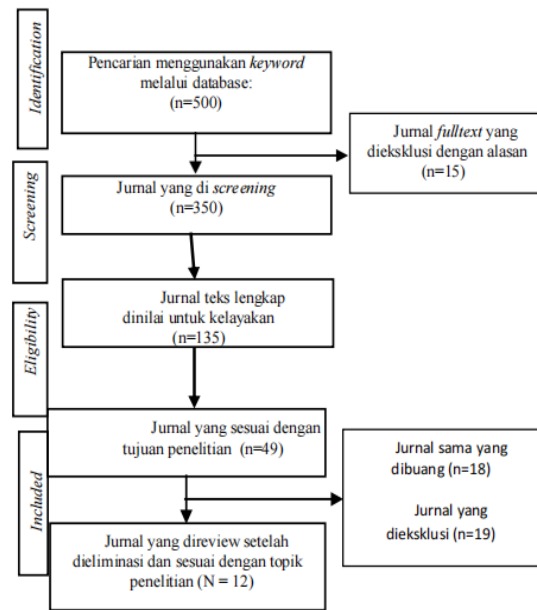 Identification
Pencarian menggunakan keyword
melalui database:
(n=500)
Jurnal fulltext yang
dieksklusi dengan alasan
(n=15)
Screening
Jurnal yang di screening
(n=350)
Eligibility
Jurnal teks lengkap
dinilai untuk kelayakan
(n=135)
Included
Jurnal yang sesuai dengan
tujuan penelitian (n=49)
Jurnal sama yang
dibuang (n=18)
Jurnal yang
dieksklusi (n=19)
Jurnal yang direview setelah
dieliminasi dan sesuai dengan topik
penelitian (N = 12)